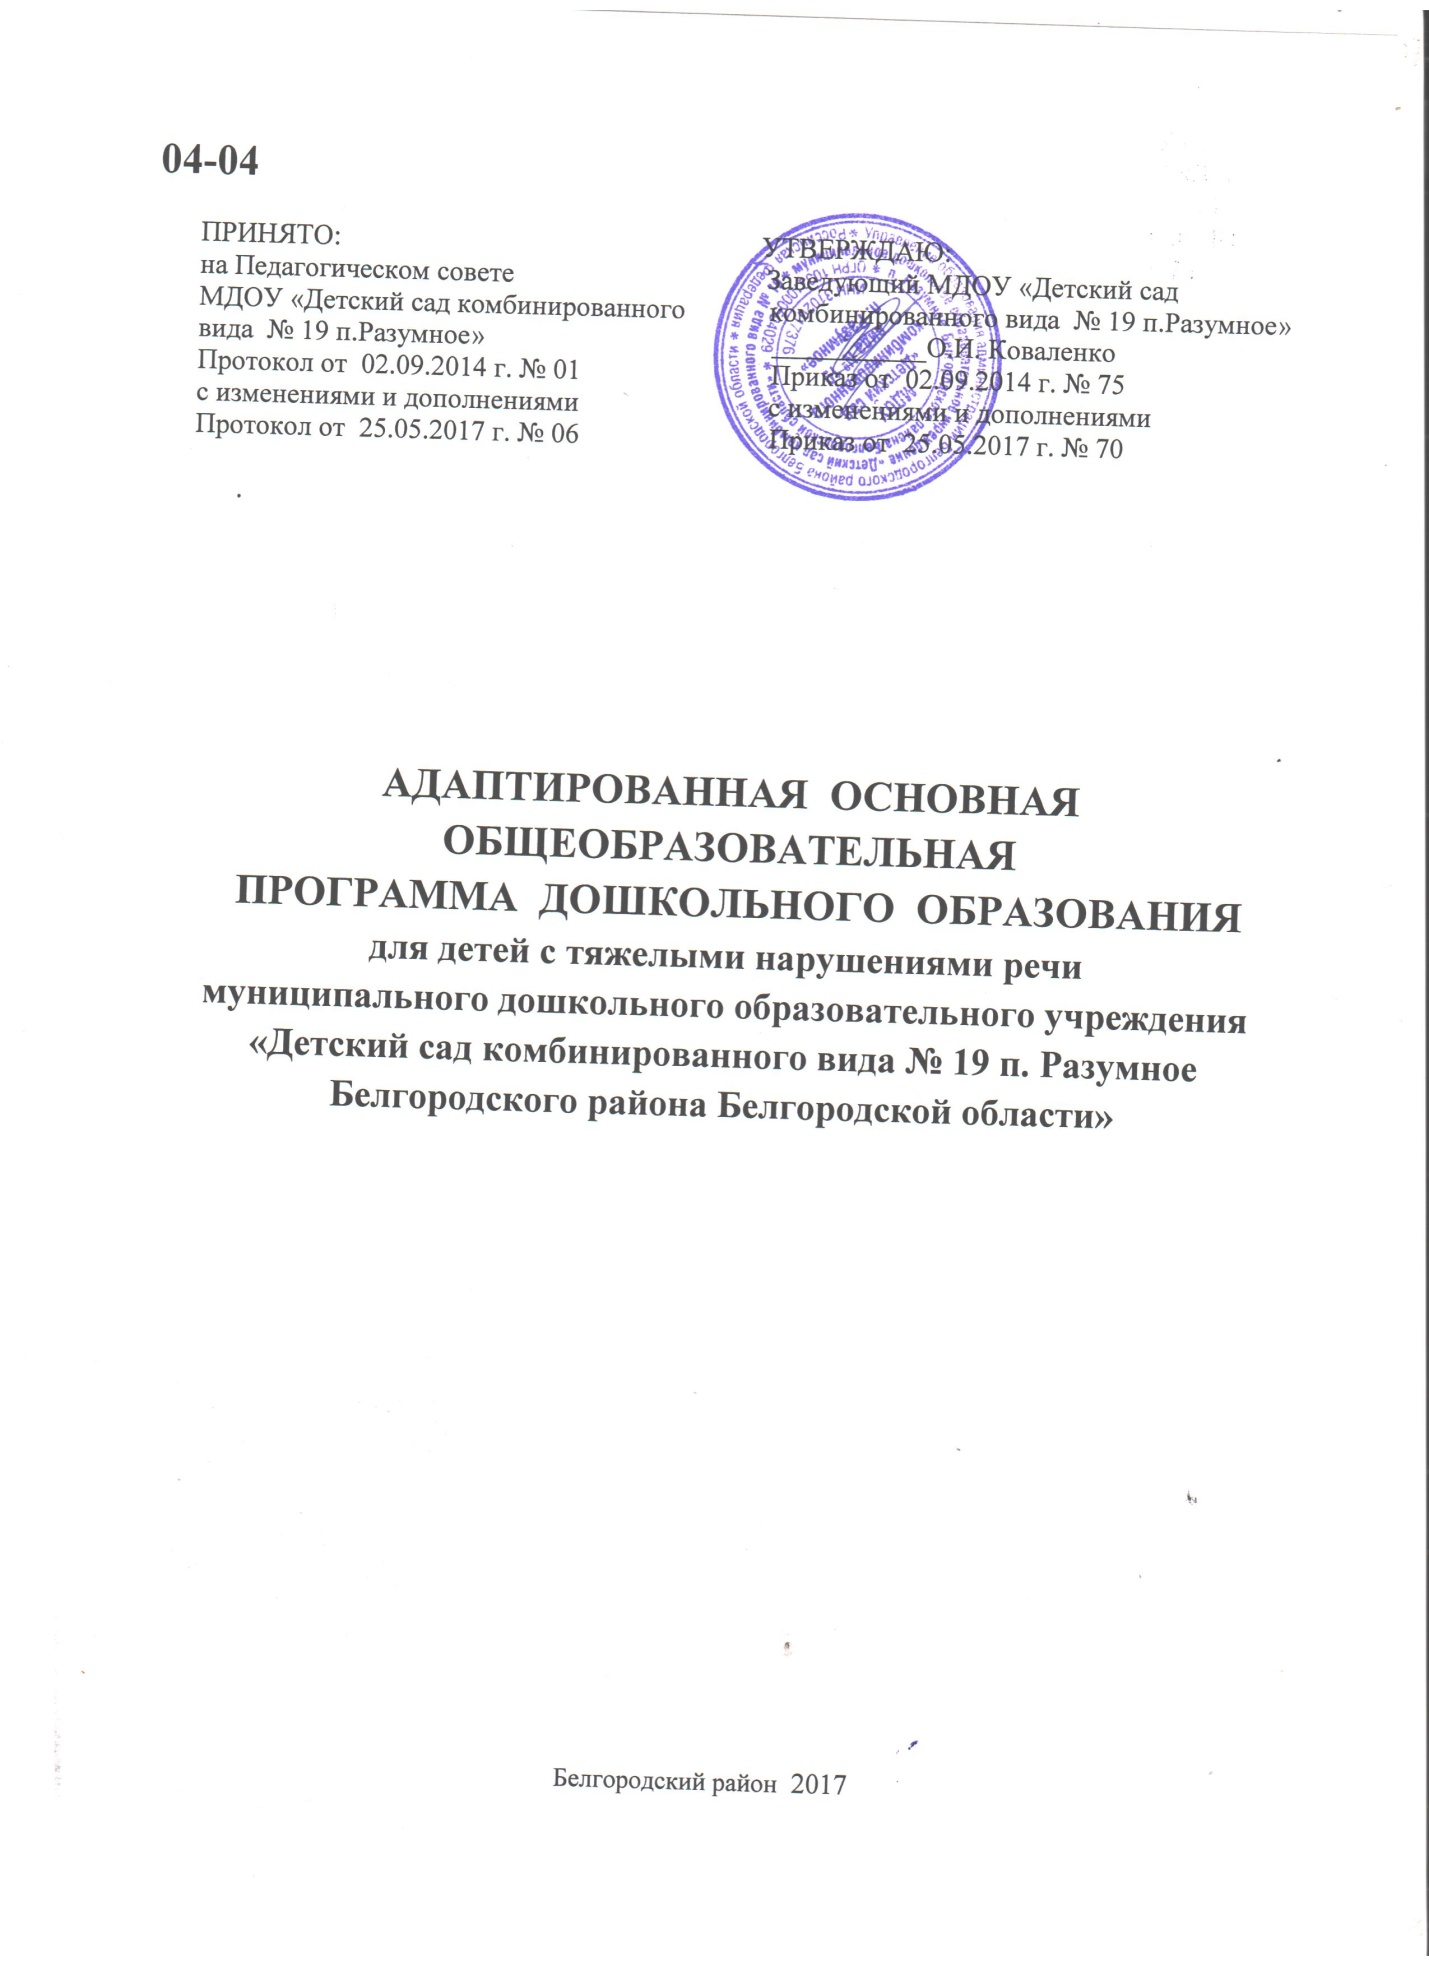 04-04
ПРИНЯТО:
на Педагогическом совете
МДОУ «Детский сад комбинированного
вида № 19 п.Разумное»
Протокол от 02.09.2014 г. № 01
с изменениями и дополнениями
Протокол от 25.05.2017 г. № 06
УТВЕРЖДАЮ:
Заведующий МДОУ «Детский сад
комбинированного вида № 19 п.Разумное»
___________О.И. Коваленко
Приказ от 02.09.2014 г. № 75
с изменениями и дополнениями
Приказ от 25.05.2017 г. № 70
АДАПТИРОВАННАЯ ОСНОВНАЯ
ОБЩЕОБРАЗОВАТЕЛЬНАЯ
ПРОГРАММА ДОШКОЛЬНОГО ОБРАЗОВАНИЯ
для детей с тяжелыми нарушениями речи
муниципального дошкольного образовательного учреждения
«Детский сад комбинированного вида № 19 п. Разумное
Белгородского района Белгородской области»
Белгородский район 2017